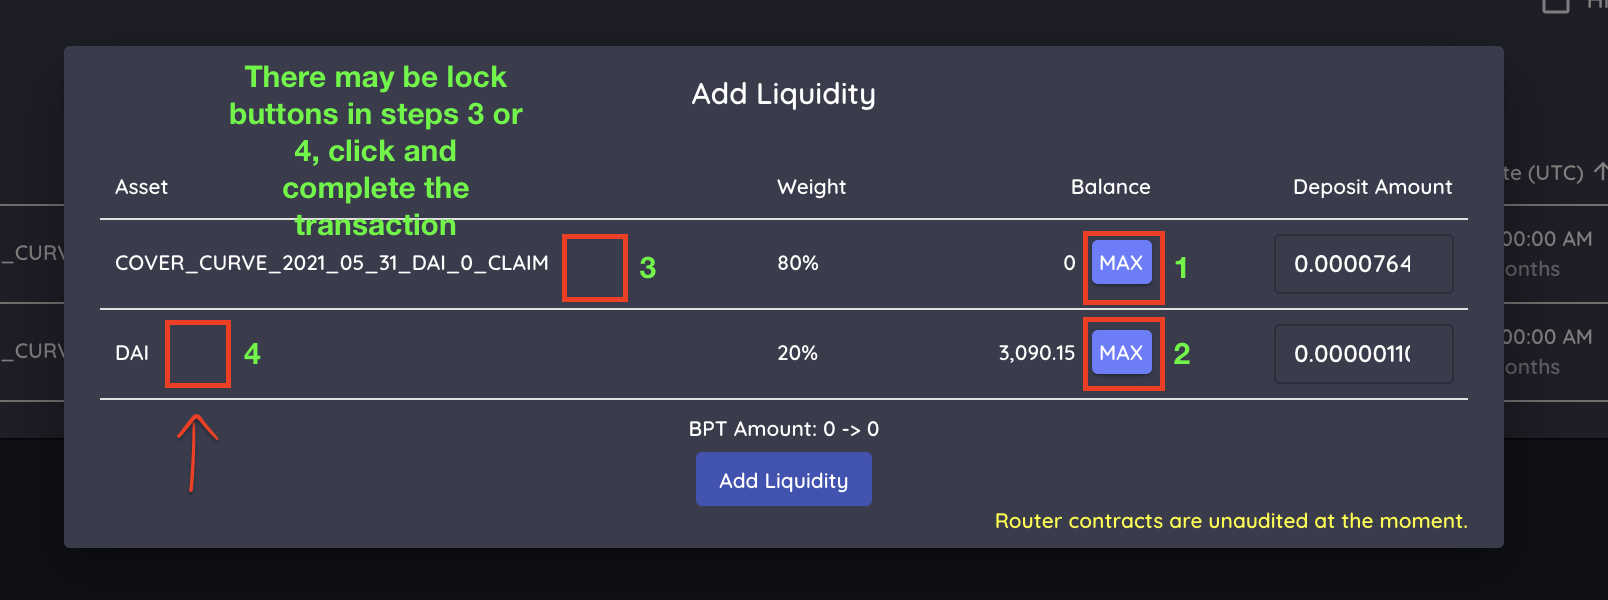 There may be lock
buttons in steps 3 or
4, click and
complete the
transaction
Add Liquidity
Asset Weight Balance Deposit Amount
COVER_CURVE_2021_05_31_DAI_0_CLAIM 3 80% 0 MAX 1 0.0000764
DAI 4 20% 3,090.15 MAX 2 0.0000011
BPT Amount: 0 -> 0
Add Liquidity
Router contracts are unaudited at the moment.
(UTC)
_CURV 00:00 AM
onths
_CURV 00:00 AM
onths